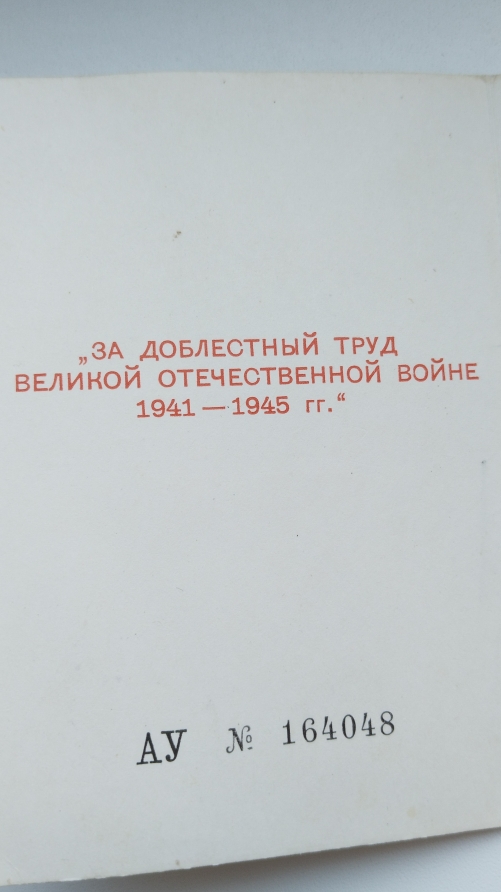 „ЗА ДОБЛЕСТНЫЙ ТРУД
ВЕЛИКОЙ ОТЕЧЕСТВЕННОЙ ВОЙНЕ
1941 — 1945 гг.“
АУ № 164048